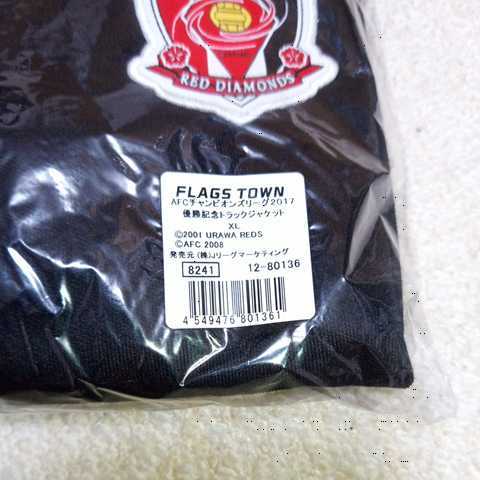 RED DIAMONDS
FLAGS TOWN
AFCチャンピオンズリーグ2017
優勝記念トラックジャケット
XL
©2001 URAWA REDS
©AFC 2008
発売元 (株)Jリーグマーケティング
8241 12-80136
4 549476 801361